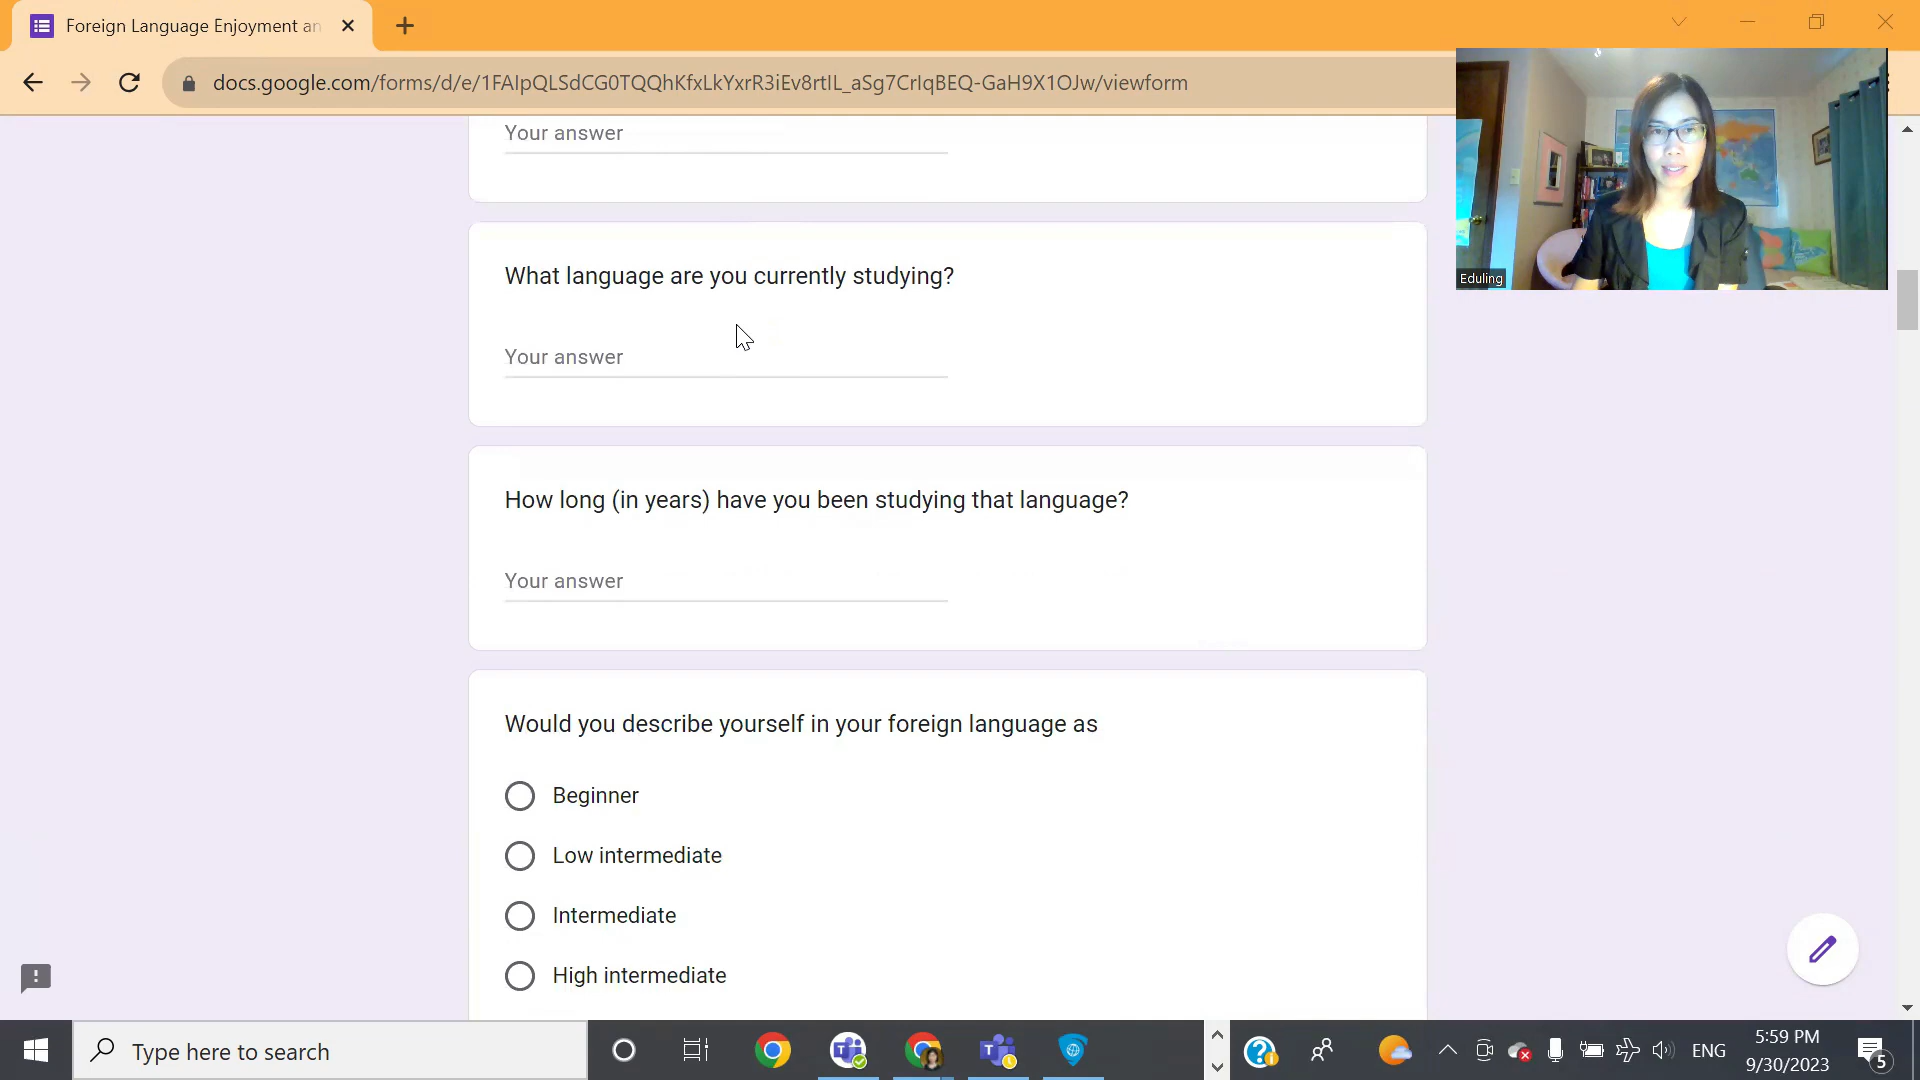 Foreign Language Enjoyment an
docs.google.com/forms/d/e/1FAIpQLSdCG0TQQhKfxLkYxrR3iEv8rtIL_aSg7CrIqBEQ-GaH9X1OJw/viewform
Your answer
Eduling
What language are you currently studying?
Your answer
How long (in years) have you been studying that language?
Your answer
Would you describe yourself in your foreign language as
Beginner
Low intermediate
Intermediate
High intermediate
Type here to search
ENG
5:59 PM
9/30/2023
5